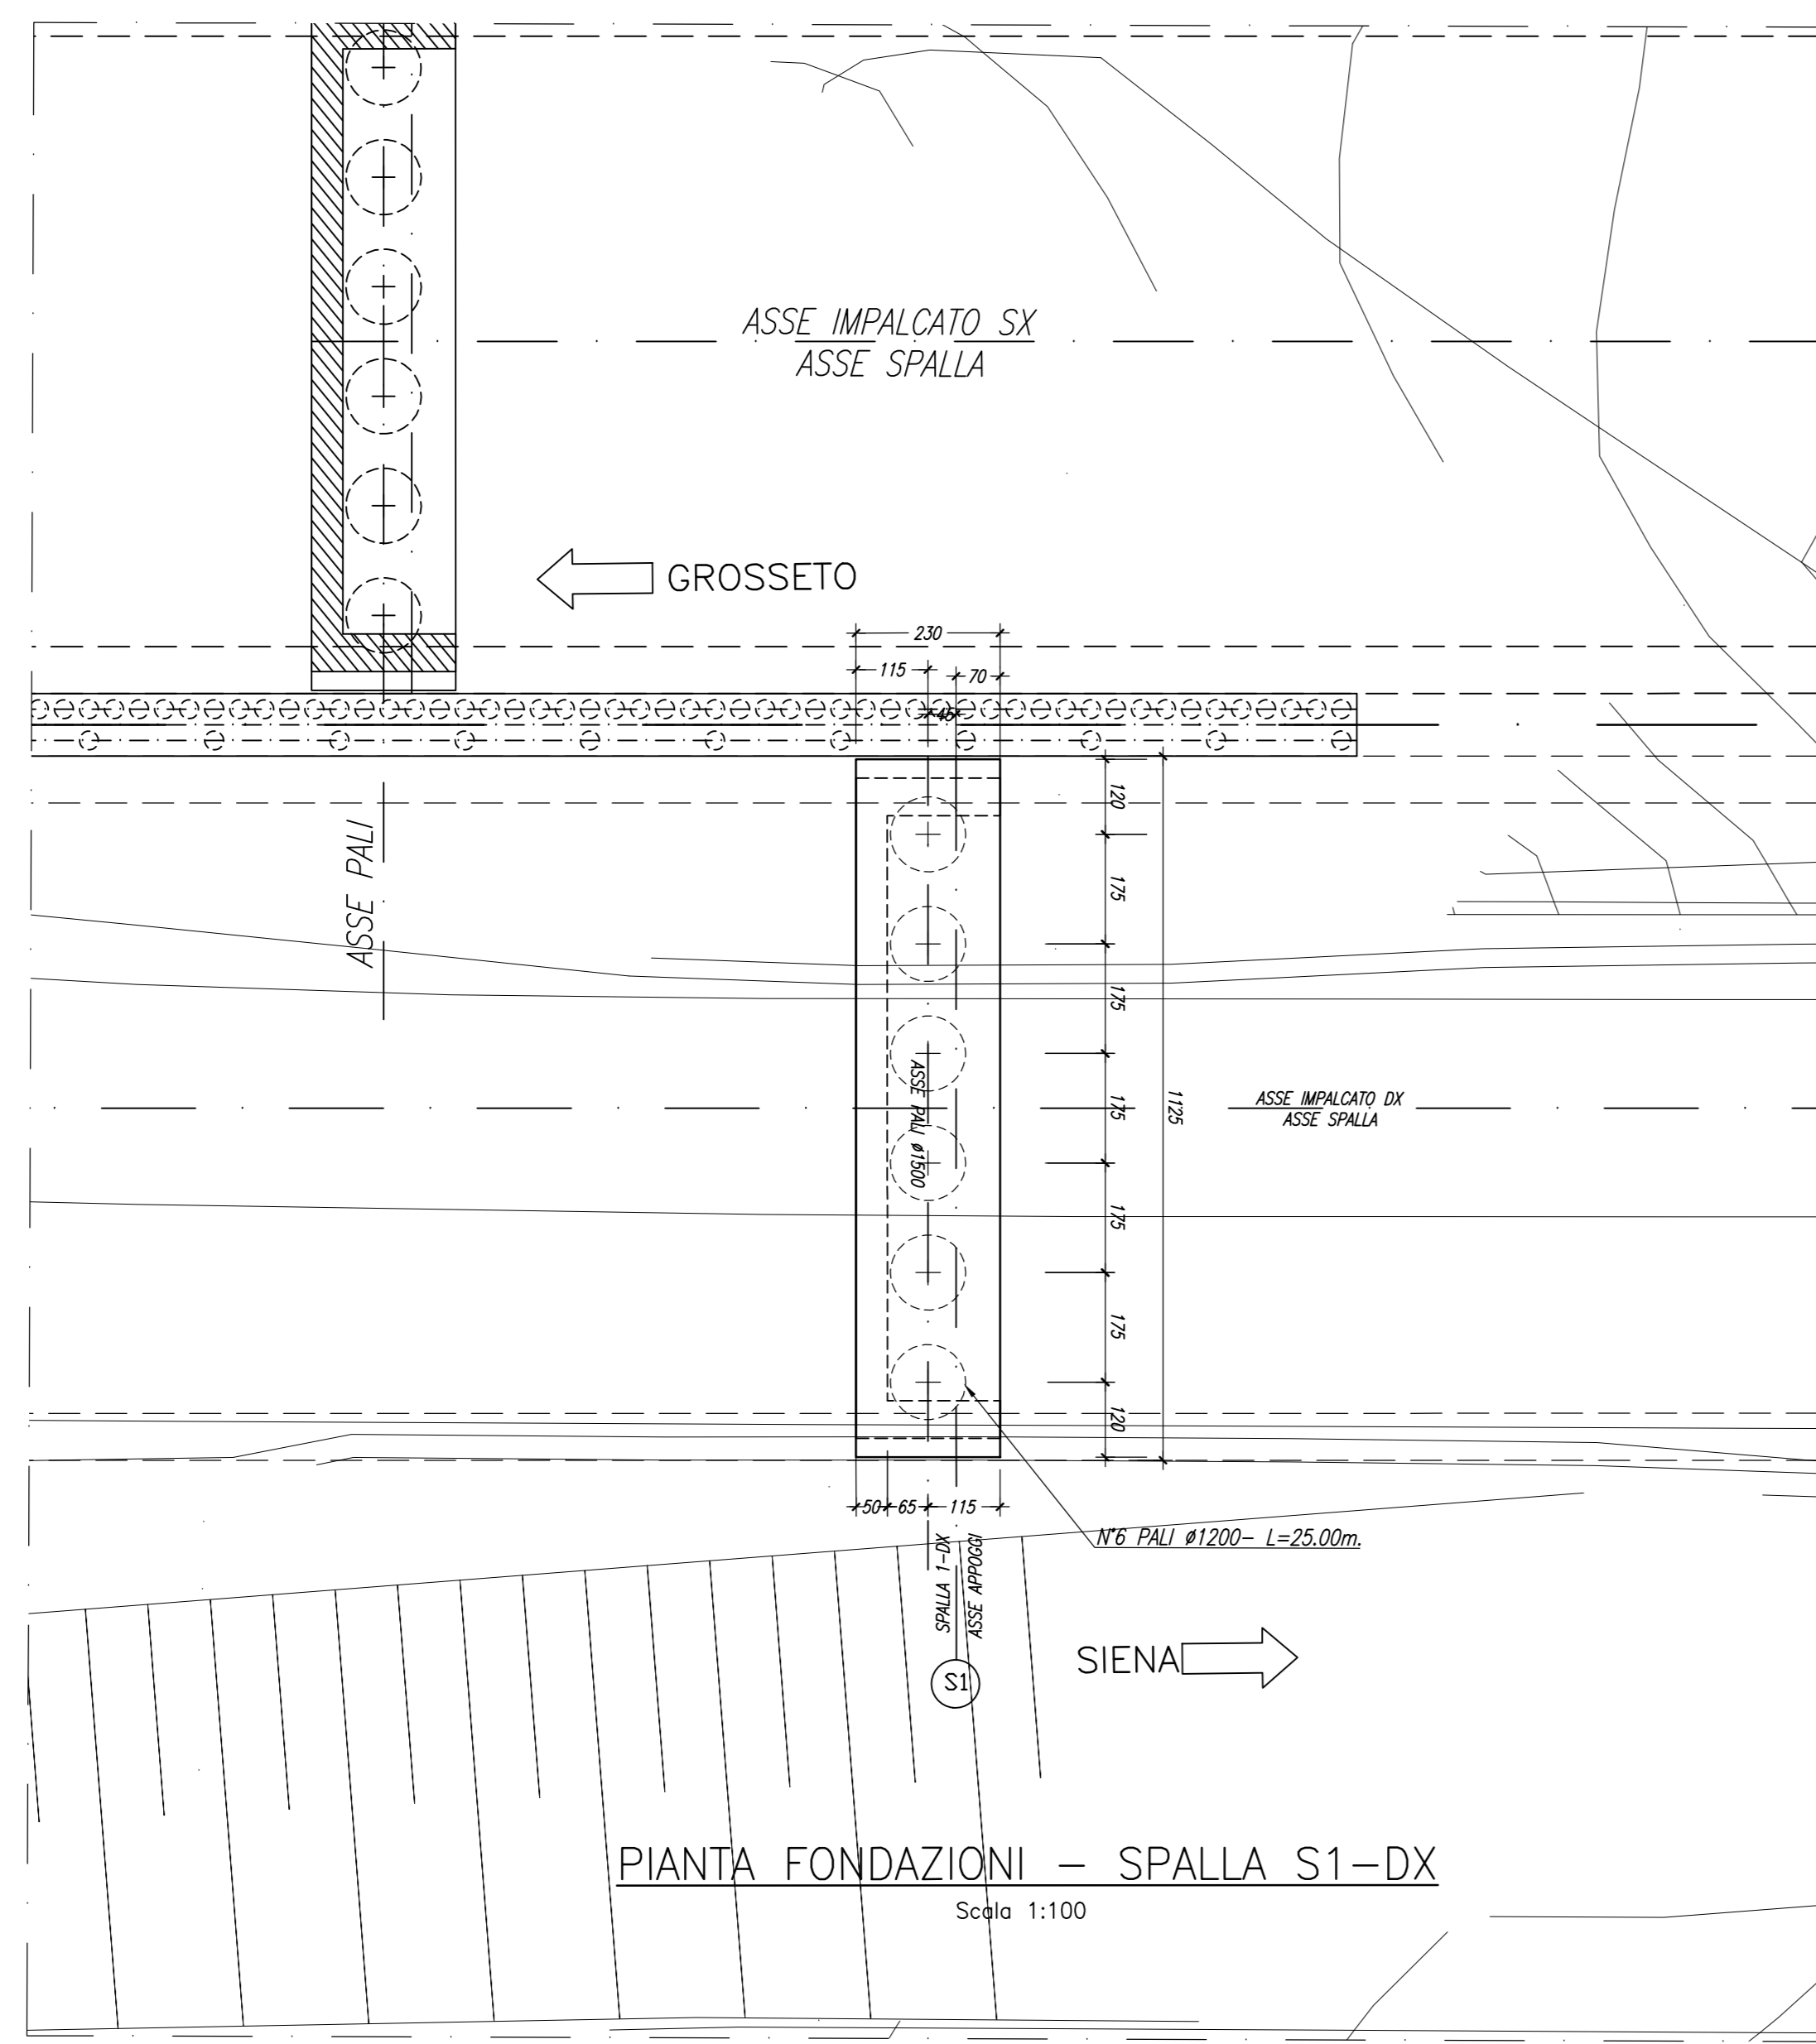 ASSE IMPALCATO SX
ASSE SPALLA
GROSSETO
230
115
70
45
ASSE PALI
120
175
175
175
175
175
120
1125
ASSE PALI ø1500
ASSE IMPALCATO DX
ASSE SPALLA
50
65
115
N°6 PALI ø1200- L=25.00m.
SPALLA 1-DX
ASSE APPOGGI
S1
SIENA
PIANTA FONDAZIONI - SPALLA S1-DX
Scala 1:100